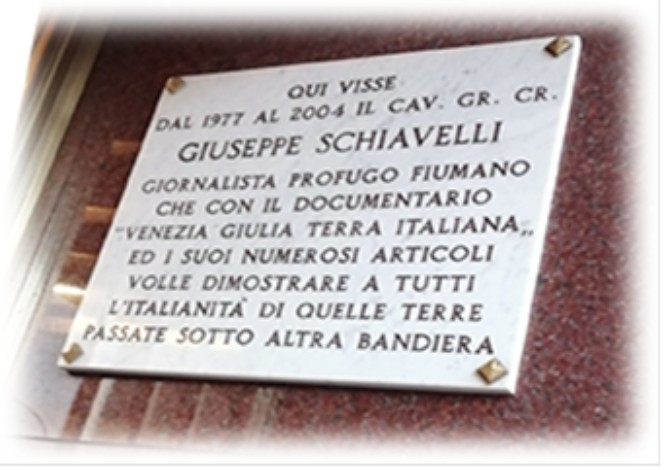 QUI VISSE
DAL 1977 AL 2004 IL CAV. GR. CR.
GIUSEPPE SCHIAVELLI
GIORNALISTA PROFUGO FIUMANO
CHE CON IL DOCUMENTARIO
"VENEZIA GIULIA TERRA ITALIANA„
ED I SUOI NUMEROSI ARTICOLI
VOLLE DIMOSTRARE A TUTTI
L'ITALIANITÀ DI QUELLE TERRE
PASSATE SOTTO ALTRA BANDIERA